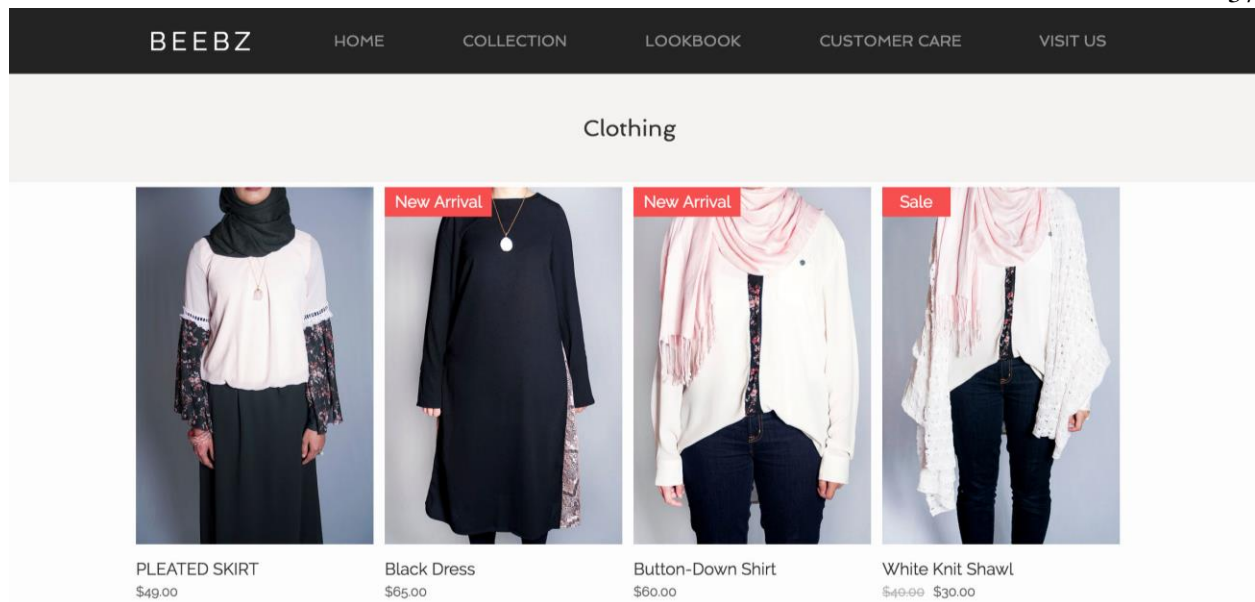 BEEBZ HOME COLLECTION LOOKBOOK CUSTOMER CARE VISIT US
Clothing
New Arrival New Arrival Sale
PLEATED SKIRT Black Dress Button-Down Shirt White Knit Shawl
$49.00 $65.00 $60.00 $40.00 $30.00